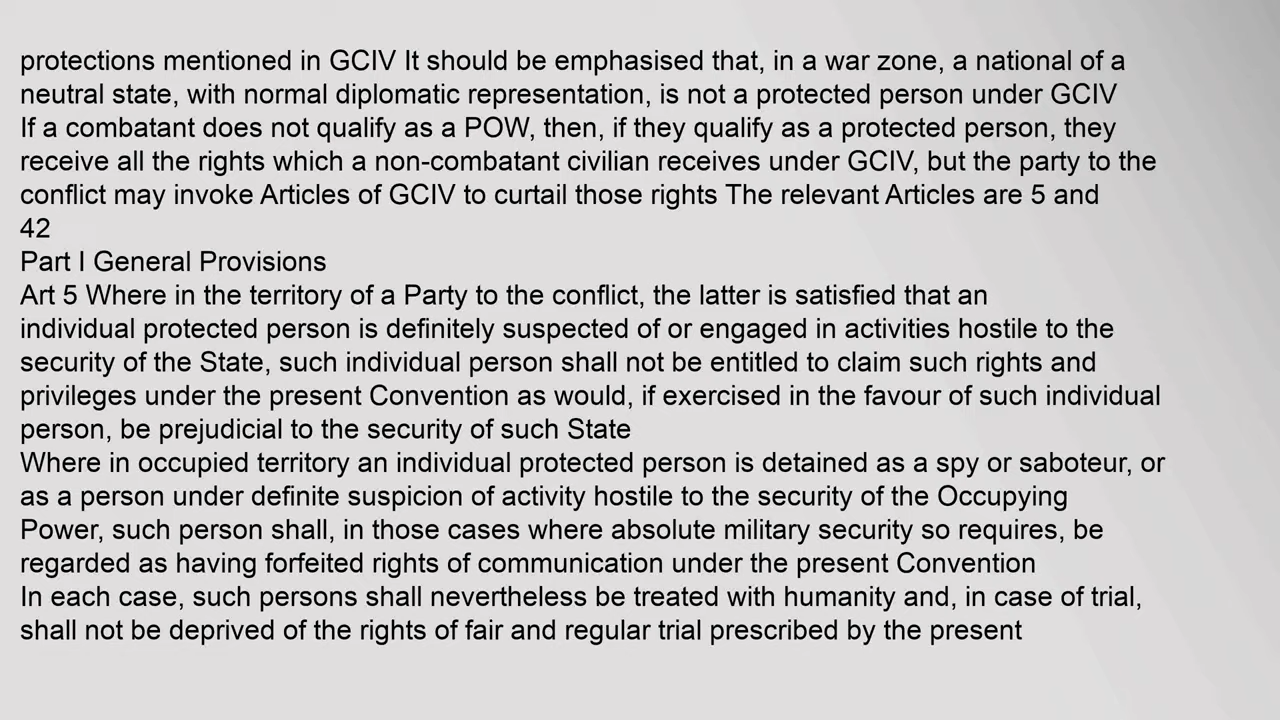 protections mentioned in GCIV It should be emphasised that, in a war zone, a national of a
neutral state, with normal diplomatic representation, is not a protected person under GCIV
If a combatant does not qualify as a POW, then, if they qualify as a protected person, they
receive all the rights which a non-combatant civilian receives under GCIV, but the party to the
conflict may invoke Articles of GCIV to curtail those rights The relevant Articles are 5 and
42
Part I General Provisions
Art 5 Where in the territory of a Party to the conflict, the latter is satisfied that an
individual protected person is definitely suspected of or engaged in activities hostile to the
security of the State, such individual person shall not be entitled to claim such rights and
privileges under the present Convention as would, if exercised in the favour of such individual
person, be prejudicial to the security of such State
Where in occupied territory an individual protected person is detained as a spy or saboteur, or
as a person under definite suspicion of activity hostile to the security of the Occupying
Power, such person shall, in those cases where absolute military security so requires, be
regarded as having forfeited rights of communication under the present Convention
In each case, such persons shall nevertheless be treated with humanity and, in case of trial,
shall not be deprived of the rights of fair and regular trial prescribed by the present